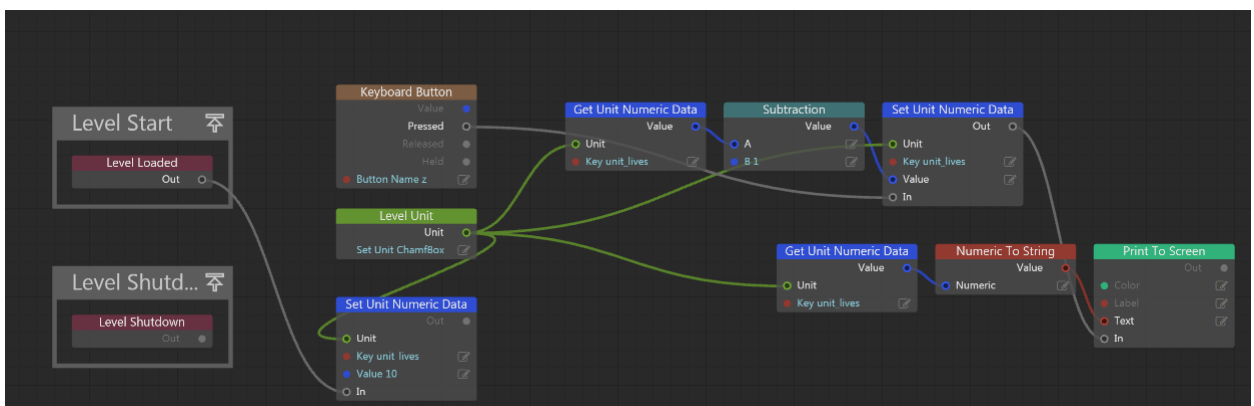 Level Start
Level Loaded
Out
Level Shutd...
Level Shutdown
Out
Keyboard Button
Value
Pressed
Released
Held
Button Name z
Level Unit
Unit
Set Unit ChamfBox
Set Unit Numeric Data
Out
Unit
Key unit_lives
Value 10
In
Get Unit Numeric Data
Value
Unit
Key unit_lives
Subtraction
Value
A
B 1
Set Unit Numeric Data
Out
Unit
Key unit_lives
Value
In
Get Unit Numeric Data
Value
Unit
Key unit_lives
Numeric To String
Value
Numeric
Print To Screen
Out
Color
Label
Text
In